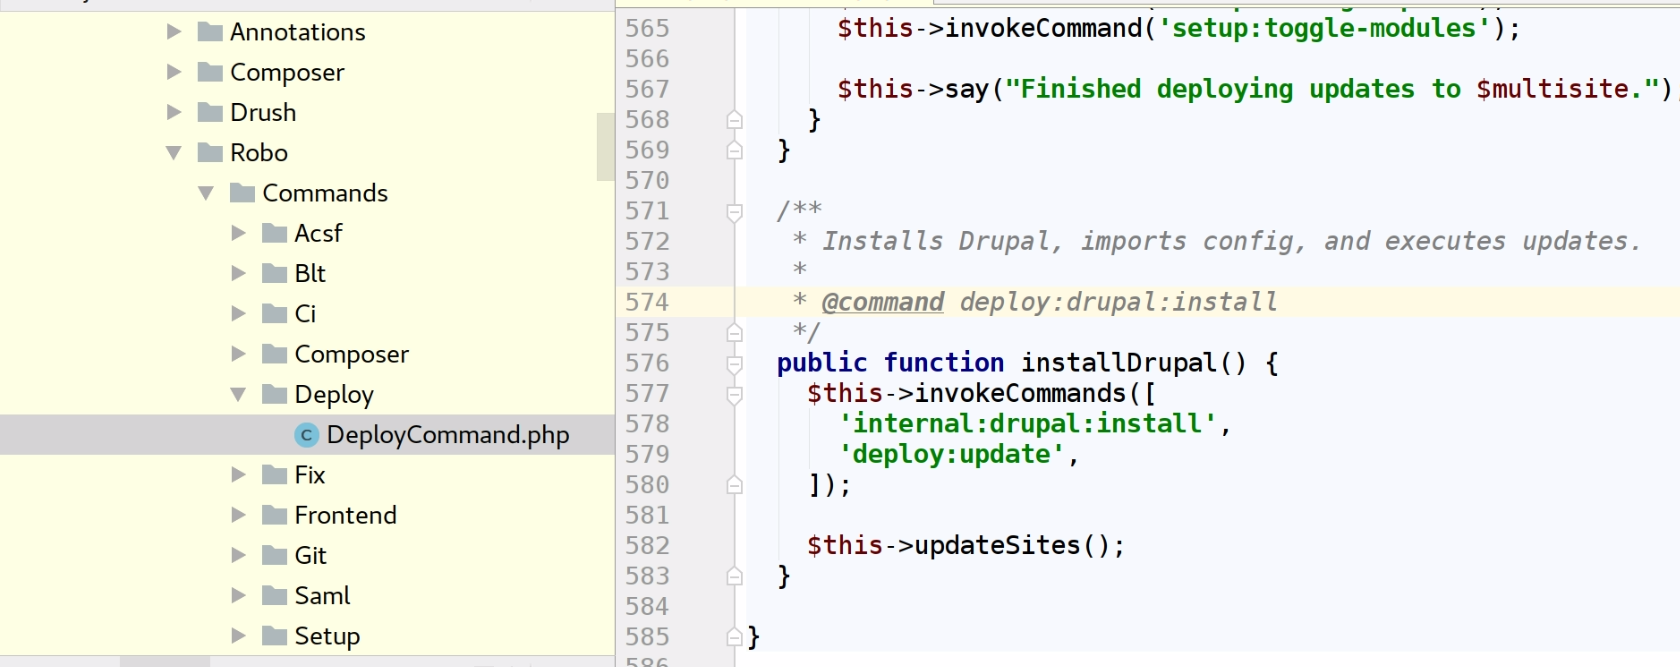 Annotations
Composer
Drush
Robo
Commands
Acsf
Blt
Ci
Composer
Deploy
DeployCommand.php
Fix
Frontend
Git
Saml
Setup
565 $this->invokeCommand('setup:toggle-modules');
566
567 $this->say("Finished deploying updates to $multisite.")
568 }
569 }
570
571 /**
572 * Installs Drupal, imports config, and executes updates.
573 *
574 * @command deploy:drupal:install
575 */
576 public function installDrupal() {
577 $this->invokeCommands([
578 'internal:drupal:install',
579 'deploy:update',
580 ]);
581
582 $this->updateSites();
583 }
584
585 }
586